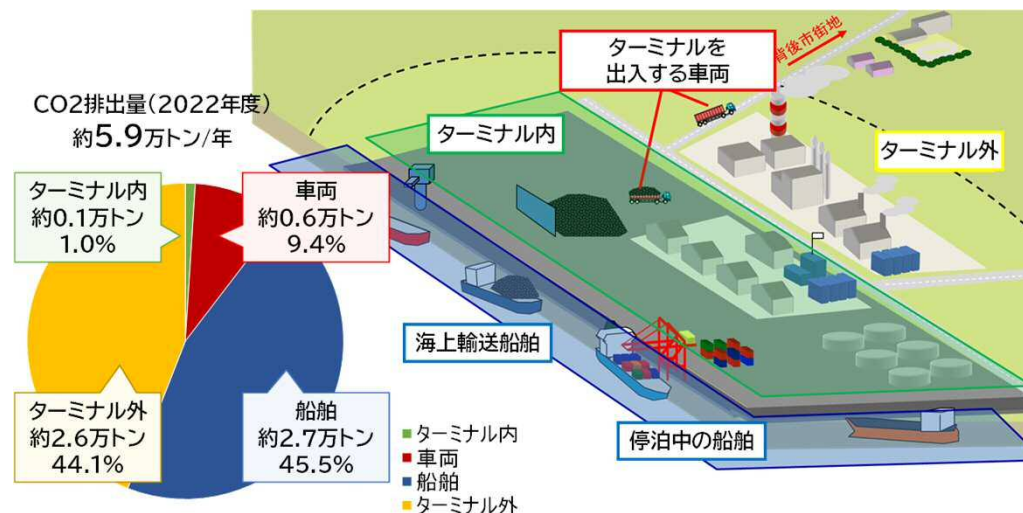 CO2排出量(2022年度)
約5.9万トン/年
ターミナル内
約0.1万トン
1.0%
車両
約0.6万トン
9.4%
ターミナル外
約2.6万トン
44.1%
船舶
約2.7万トン
45.5%
ターミナル内
車両
船舶
ターミナル外
ターミナルを
出入する車両
背後市街地
ターミナル内
ターミナル外
海上輸送船舶
停泊中の船舶